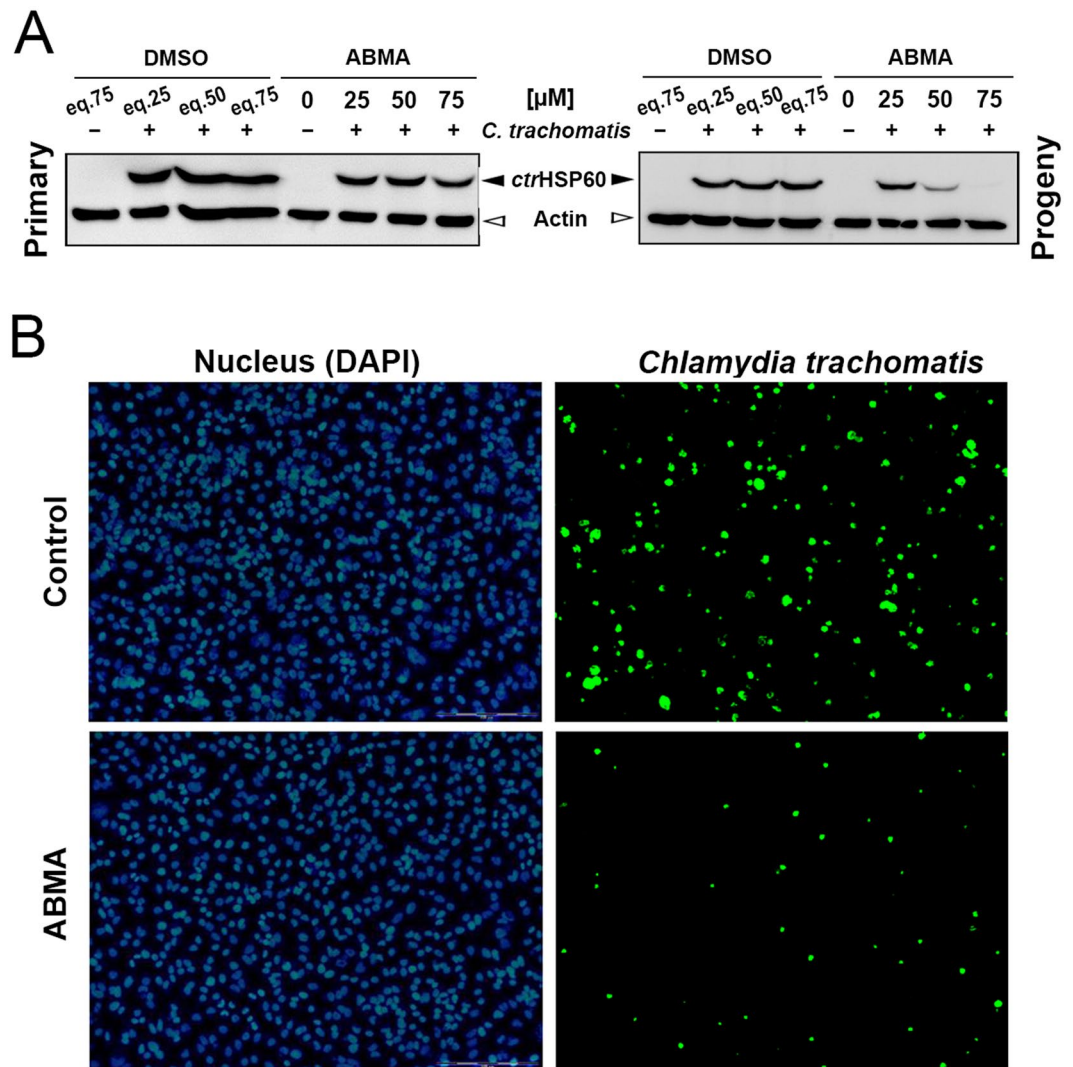 A
DMSO ABMA DMSO ABMA
eq.75 eq.25 eq.50 eq.75 0 25 50 75 [µM] eq.75 eq.25 eq.50 eq.75 0 25 50 75
– + + + – + + + C. trachomatis – + + + – + + +
Primary
ctrHSP60
Actin
Progeny
B
Nucleus (DAPI) Chlamydia trachomatis
Control
ABMA